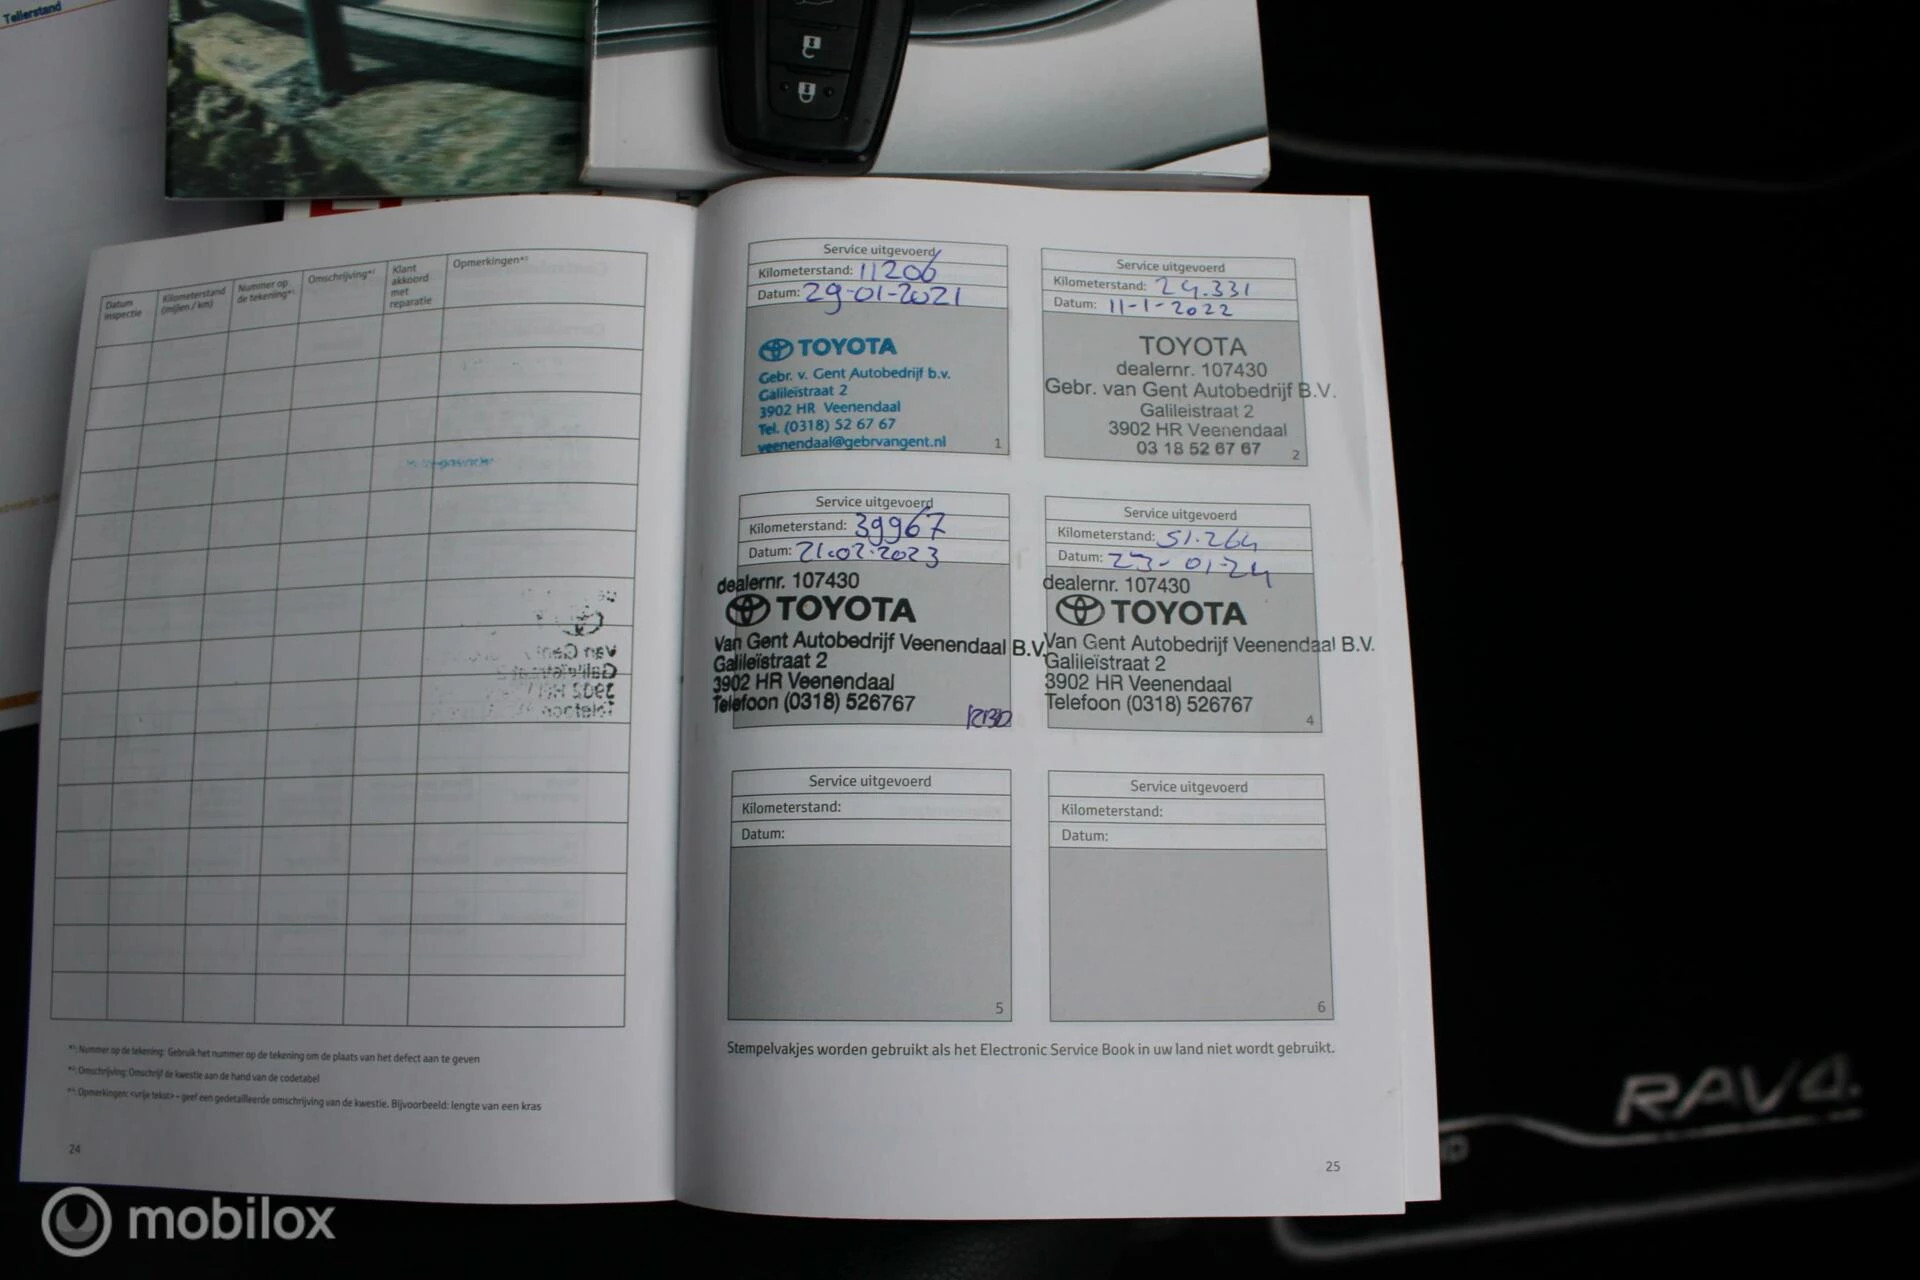 Tellerstand
Datum inspectie
Kilometerstand (mijlen / km)
Nummer op de tekening*¹
Omschrijving*²
Klant akkoord met reparatie
Opmerkingen*³
*¹: Nummer op de tekening: Gebruik het nummer op de tekening om de plaats van het defect aan te geven
*²: Omschrijving: Omschrijf de kwestie aan de hand van de codetabel
*³: Opmerkingen: <vrije tekst> – geef een gedetailleerde omschrijving van de kwestie. Bijvoorbeeld: lengte van een kras
24
Service uitgevoerd
Kilometerstand: 11206
Datum: 29-01-2021
TOYOTA
Gebr. v. Gent Autobedrijf b.v.
Galileïstraat 2
3902 HR Veenendaal
Tel. (0318) 52 67 67
veenendaal@gebrvangent.nl
1
Service uitgevoerd
Kilometerstand: 24.331
Datum: 11-1-2022
TOYOTA
dealernr. 107430
Gebr. van Gent Autobedrijf B.V.
Galileistraat 2
3902 HR Veenendaal
03 18 52 67 67
2
Service uitgevoerd
Kilometerstand: 39967
Datum: 21-02-2023
dealernr. 107430
TOYOTA
Van Gent Autobedrijf Veenendaal B.V.
Galileïstraat 2
3902 HR Veenendaal
Telefoon (0318) 526767
Service uitgevoerd
Kilometerstand: 51.264
Datum: 23-01-24
dealernr. 107430
TOYOTA
Van Gent Autobedrijf Veenendaal B.V.
Galileïstraat 2
3902 HR Veenendaal
Telefoon (0318) 526767
4
Service uitgevoerd
Kilometerstand:
Datum:
5
Service uitgevoerd
Kilometerstand:
Datum:
6
Stempelvakjes worden gebruikt als het Electronic Service Book in uw land niet wordt gebruikt.
25
RAV4.
mobilox